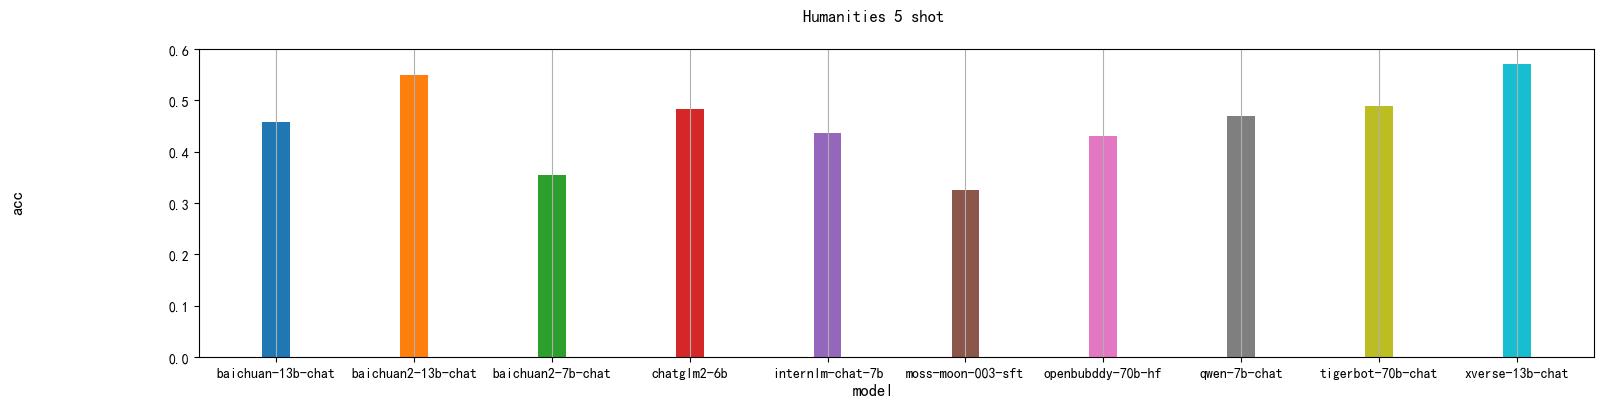 Humanities 5 shot
acc
0.6
0.5
0.4
0.3
0.2
0.1
0.0
baichuan-13b-chat baichuan2-13b-chat baichuan2-7b-chat chatglm2-6b internlm-chat-7b moss-moon-003-sft openbubddy-70b-hf qwen-7b-chat tigerbot-70b-chat xverse-13b-chat
model